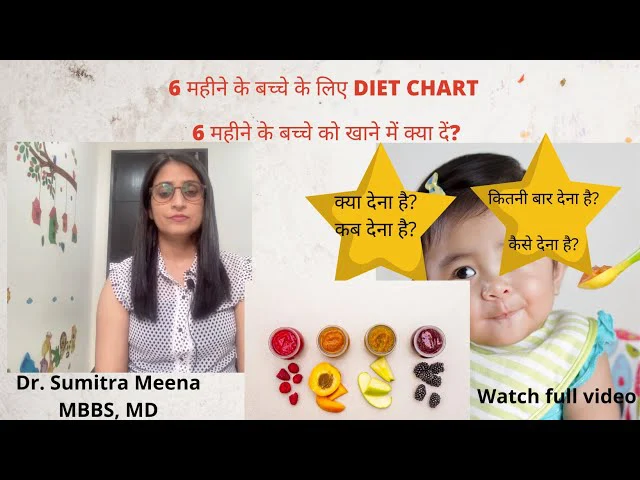 6 महीने के बच्चे के लिए DIET CHART
6 महीने के बच्चे को खाने में क्या दें?
क्या देना है?
कब देना है?
कितनी बार देना है?
कैसे देना है?
Dr. Sumitra Meena
MBBS, MD
Watch full video